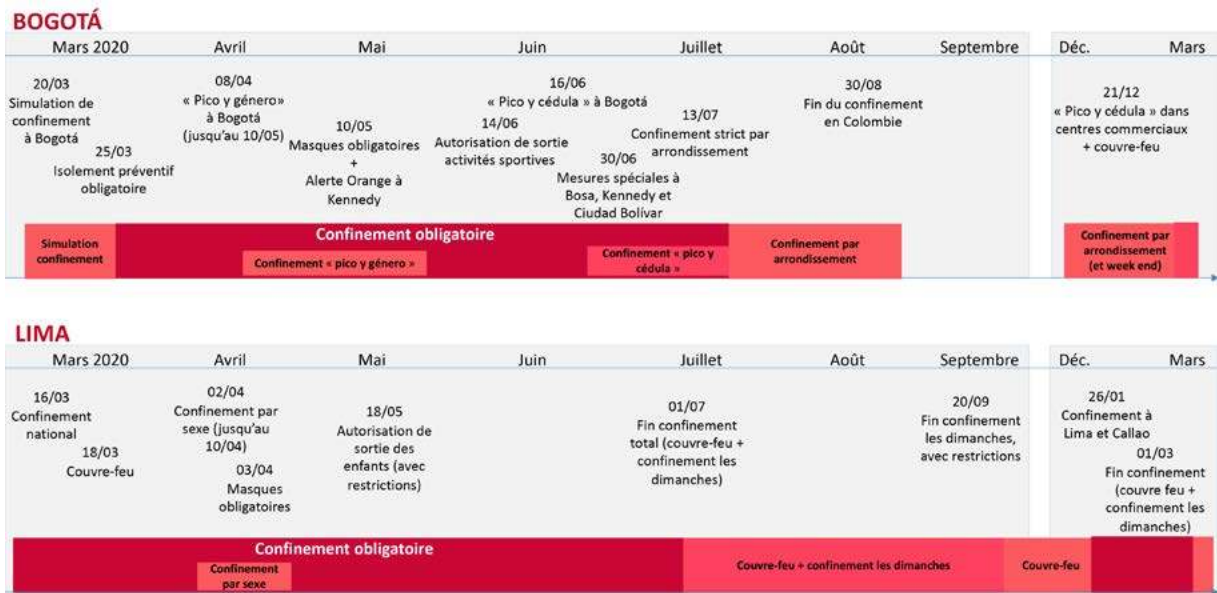 BOGOTÁ
Mars 2020 Avril Mai Juin Juillet Août Septembre Déc. Mars
20/03
Simulation de
confinement
à Bogotá
25/03
Isolement préventif
obligatoire
08/04
« Pico y género»
à Bogotá
(jusqu'au 10/05)
10/05
Masques obligatoires
+
Alerte Orange à
Kennedy
16/06
« Pico y cédula » à Bogotá
14/06
Autorisation de sortie
activités sportives
30/06
Mesures spéciales à
Bosa, Kennedy et
Ciudad Bolívar
13/07
Confinement strict par
arrondissement
30/08
Fin du confinement
en Colombie
21/12
« Pico y cédula » dans
centres commerciaux
+ couvre-feu
Simulation
confinement
Confinement obligatoire
Confinement « pico y género »
Confinement « pico y
cédula »
Confinement par
arrondissement
Confinement par
arrondissement
(et week end)
LIMA
Mars 2020 Avril Mai Juin Juillet Août Septembre Déc. Mars
16/03
Confinement
national
18/03
Couvre-feu
02/04
Confinement par
sexe (jusqu'au
10/04)
03/04
Masques
obligatoires
18/05
Autorisation de
sortie des
enfants (avec
restrictions)
01/07
Fin confinement
total (couvre-feu +
confinement les
dimanches)
20/09
Fin confinement
les dimanches,
avec restrictions
26/01
Confinement à
Lima et Callao
01/03
Fin confinement
(couvre feu +
confinement les
dimanches)
Confinement obligatoire
Confinement
par sexe
Couvre-feu + confinement les dimanches
Couvre-feu